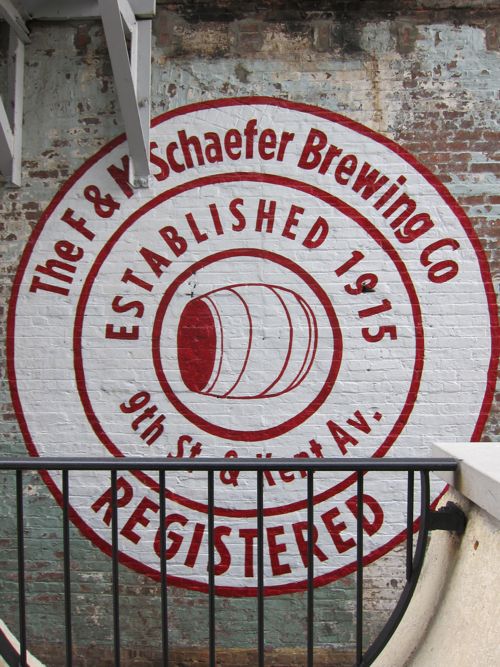 The F & M Schaefer Brewing Co
ESTABLISHED 1915
9th St. & Kent Av.
REGISTERED